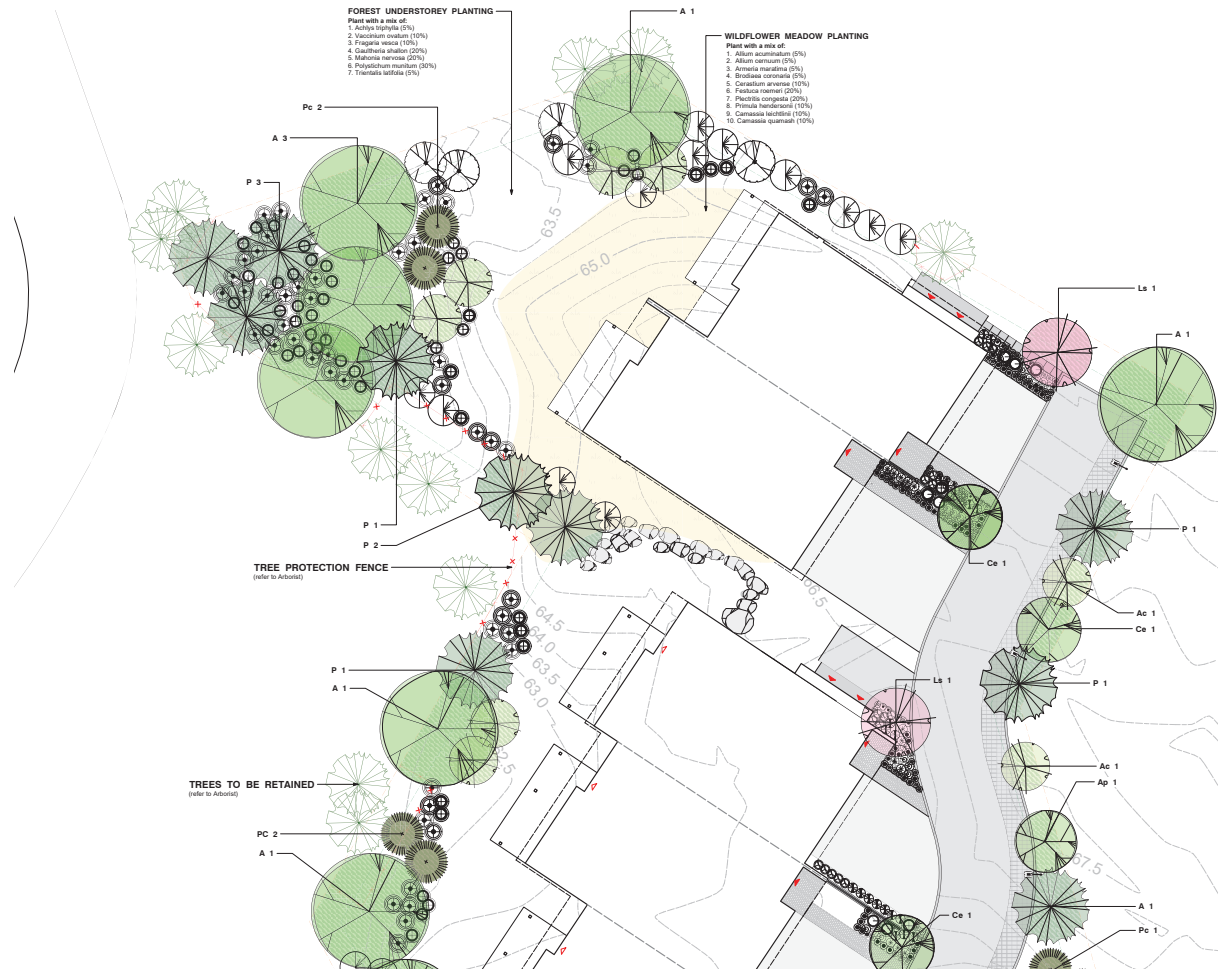 FOREST UNDERSTOREY PLANTING
Plant with a mix of:
1. Achlys triphylla (5%)
2. Vaccinium ovatum (10%)
3. Fragaria vesca (10%)
4. Gaultheria shallon (20%)
5. Mahonia nervosa (20%)
6. Polystichum munitum (30%)
7. Trientalis latifolia (5%)
A 1
WILDFLOWER MEADOW PLANTING
Plant with a mix of:
1. Allium acuminatum (5%)
2. Allium cernuum (5%)
3. Armeria maratima (5%)
4. Brodiaea coronaria (5%)
5. Cerastium arvense (10%)
6. Festuca roemeri (20%)
7. Plectritis congesta (20%)
8. Primula hendersonii (10%)
9. Camassia leichtlinii (10%)
10. Camassia quamash (10%)
Pc 2
A 3
P 3
63.5
65.0
Ls 1
A 1
P 1
P 2
P 1
TREE PROTECTION FENCE
(refer to Arborist)
Ce 1
66.5
Ac 1
Ce 1
64.5
64.0
63.5
63.0
P 1
A 1
Ls 1
P 1
62.5
Ac 1
Ap 1
TREES TO BE RETAINED
(refer to Arborist)
PC 2
A 1
67.5
A 1
Ce 1
Pc 1